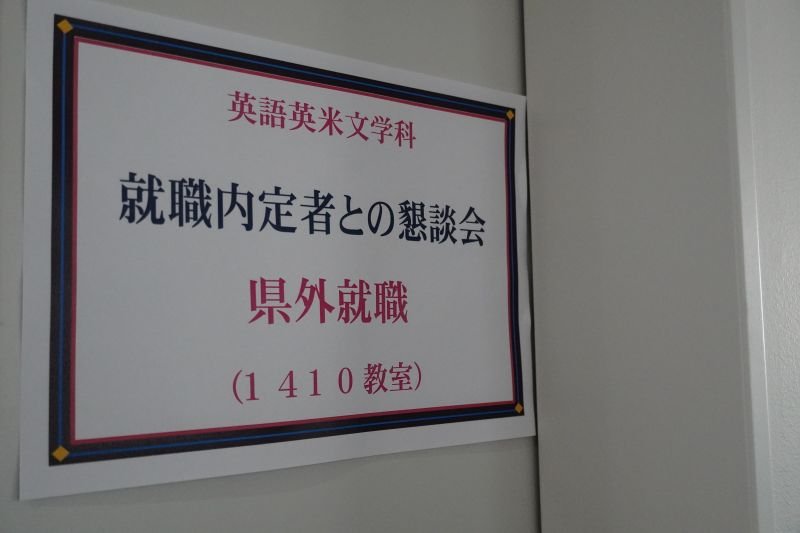 英語英米文学科
就職内定者との懇談会
県外就職
(1410教室)